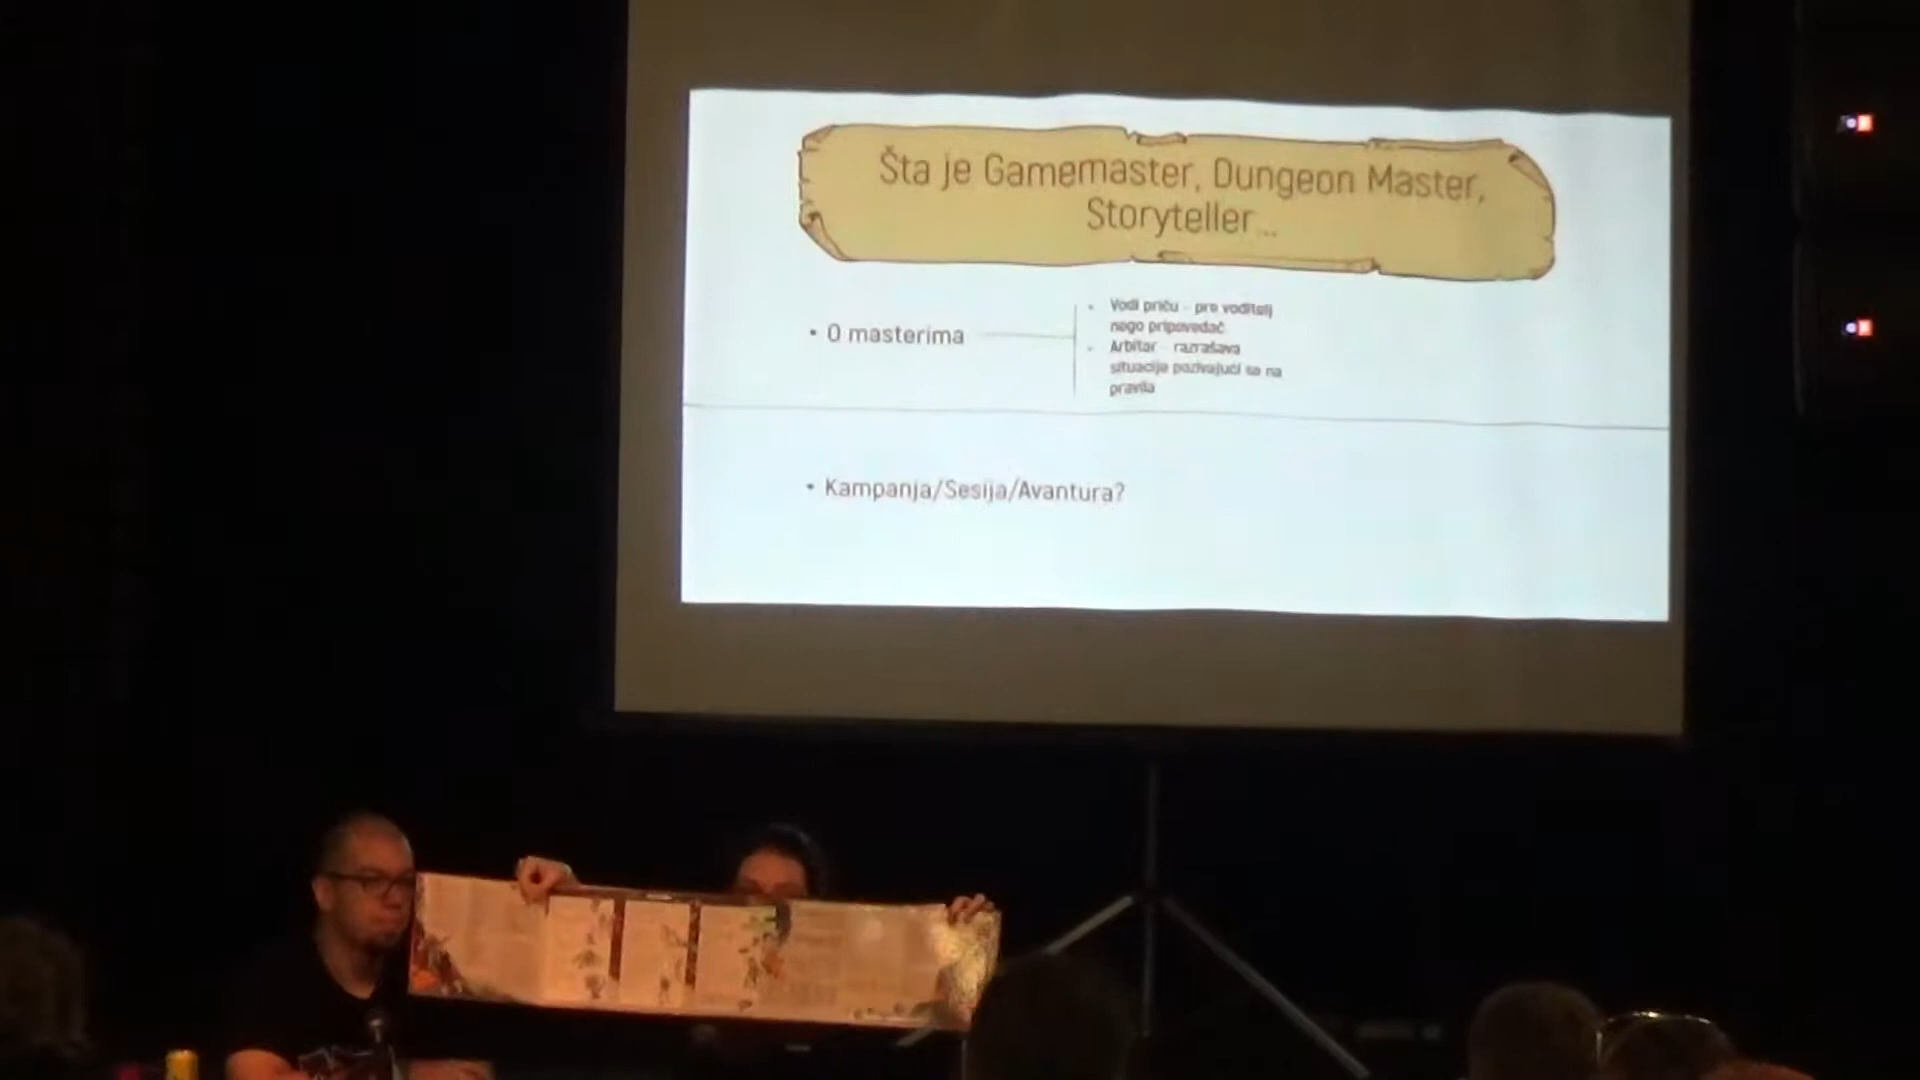 Šta je Gamemaster, Dungeon Master,
Storyteller...
• O masterima
• Vodi priču - pre voditelj
nego pripovedač
• Arbitar - razrašava
situacije pozivajući se na
pravila
• Kampanja/Sesija/Avantura?